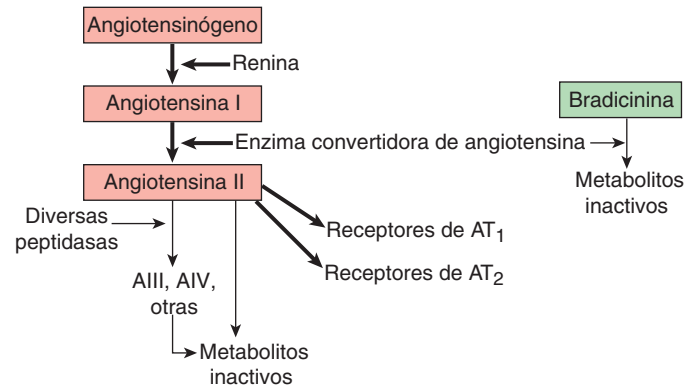 Angiotensinógeno
Renina
Angiotensina I
Bradicinina
Enzima convertidora de angiotensina
Angiotensina II
Metabolitos
inactivos
Diversas
peptidasas
Receptores de AT1
Receptores de AT2
AIII, AIV,
otras
Metabolitos
inactivos